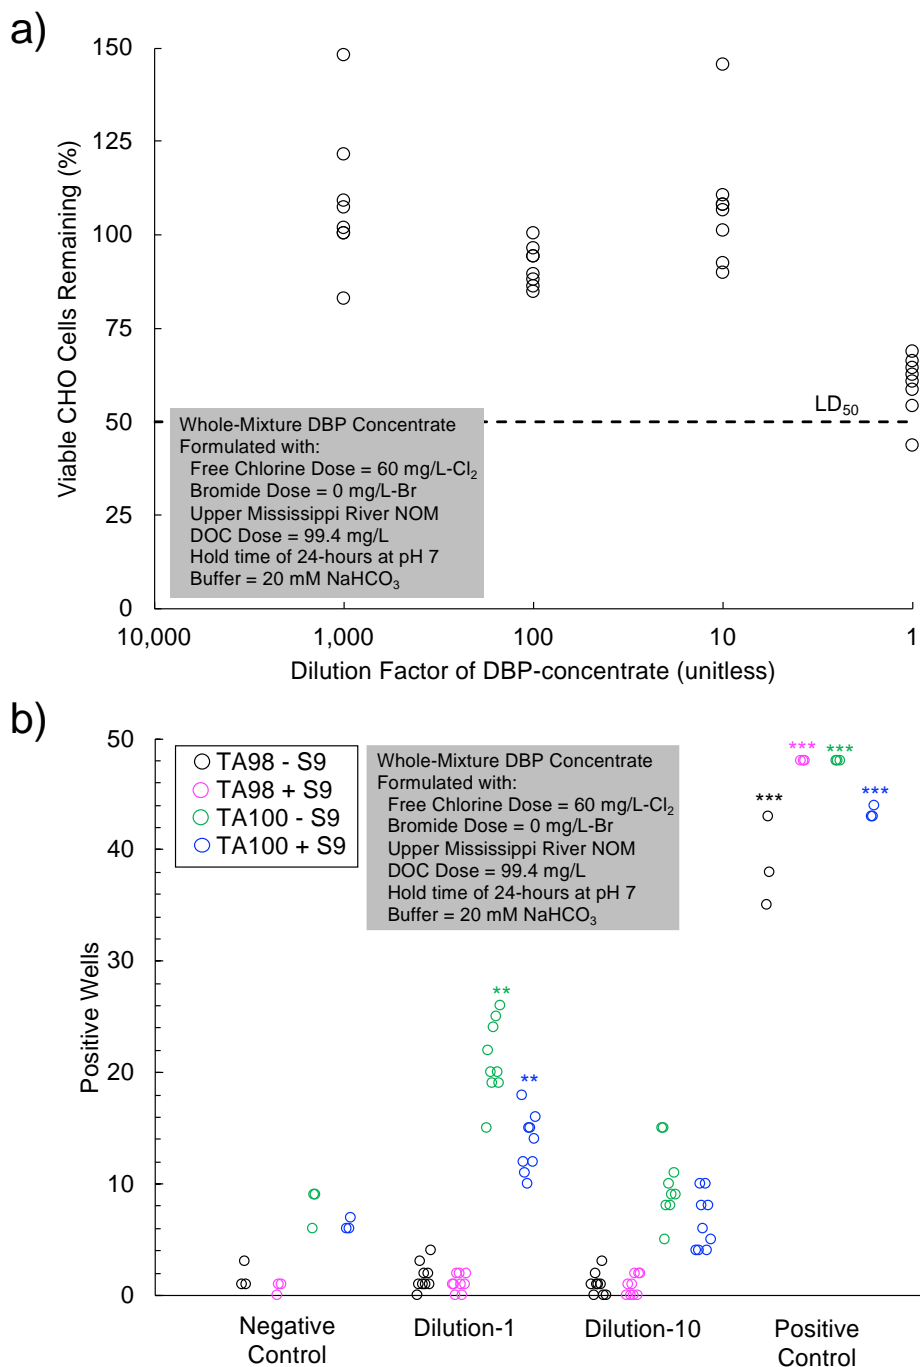 a)
150
125
100
75
50
25
0
Viable CHO Cells Remaining (%)
LD₅₀
Whole-Mixture DBP Concentrate
Formulated with:
Free Chlorine Dose = 60 mg/L-Cl₂
Bromide Dose = 0 mg/L-Br
Upper Mississippi River NOM
DOC Dose = 99.4 mg/L
Hold time of 24-hours at pH 7
Buffer = 20 mM NaHCO₃
10,000 1,000 100 10 1
Dilution Factor of DBP-concentrate (unitless)
b)
50
40
30
20
10
0
Positive Wells
TA98 - S9
TA98 + S9
TA100 - S9
TA100 + S9
Whole-Mixture DBP Concentrate
Formulated with:
Free Chlorine Dose = 60 mg/L-Cl₂
Bromide Dose = 0 mg/L-Br
Upper Mississippi River NOM
DOC Dose = 99.4 mg/L
Hold time of 24-hours at pH 7
Buffer = 20 mM NaHCO₃
*** *** *** ***
** **
Negative
Control
Dilution-1
Dilution-10
Positive
Control